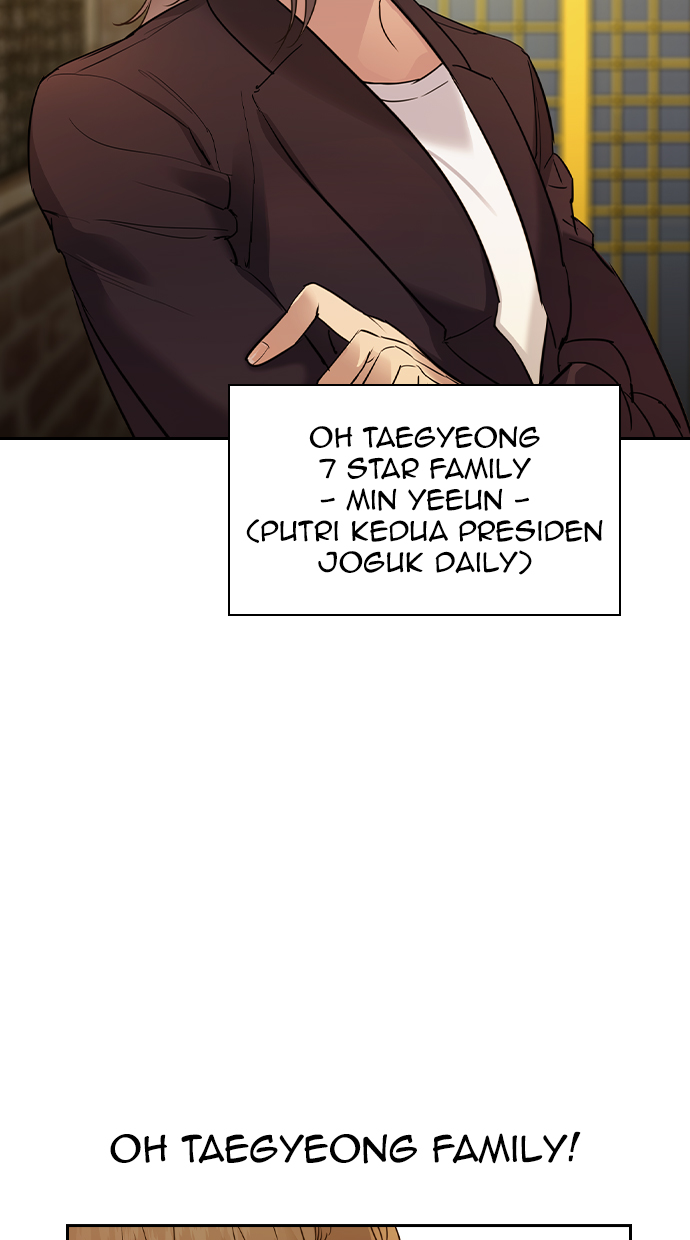 OH TAEGYEONG
7 STAR FAMILY
- MIN YEEUN -
(PUTRI KEDUA PRESIDEN
JOGUK DAILY)
OH TAEGYEONG FAMILY!